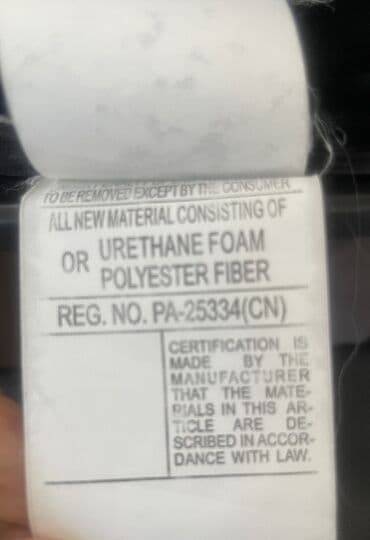 TO BE REMOVED EXCEPT BY THE CONSUMER
ALL NEW MATERIAL CONSISTING OF
OR URETHANE FOAM
POLYESTER FIBER
REG. NO. PA-25334(CN)
CERTIFICATION IS
MADE BY THE
MANUFACTURER
THAT THE MATE-
RIALS IN THIS AR-
TICLE ARE DE-
SCRIBED IN ACCOR-
DANCE WITH LAW.